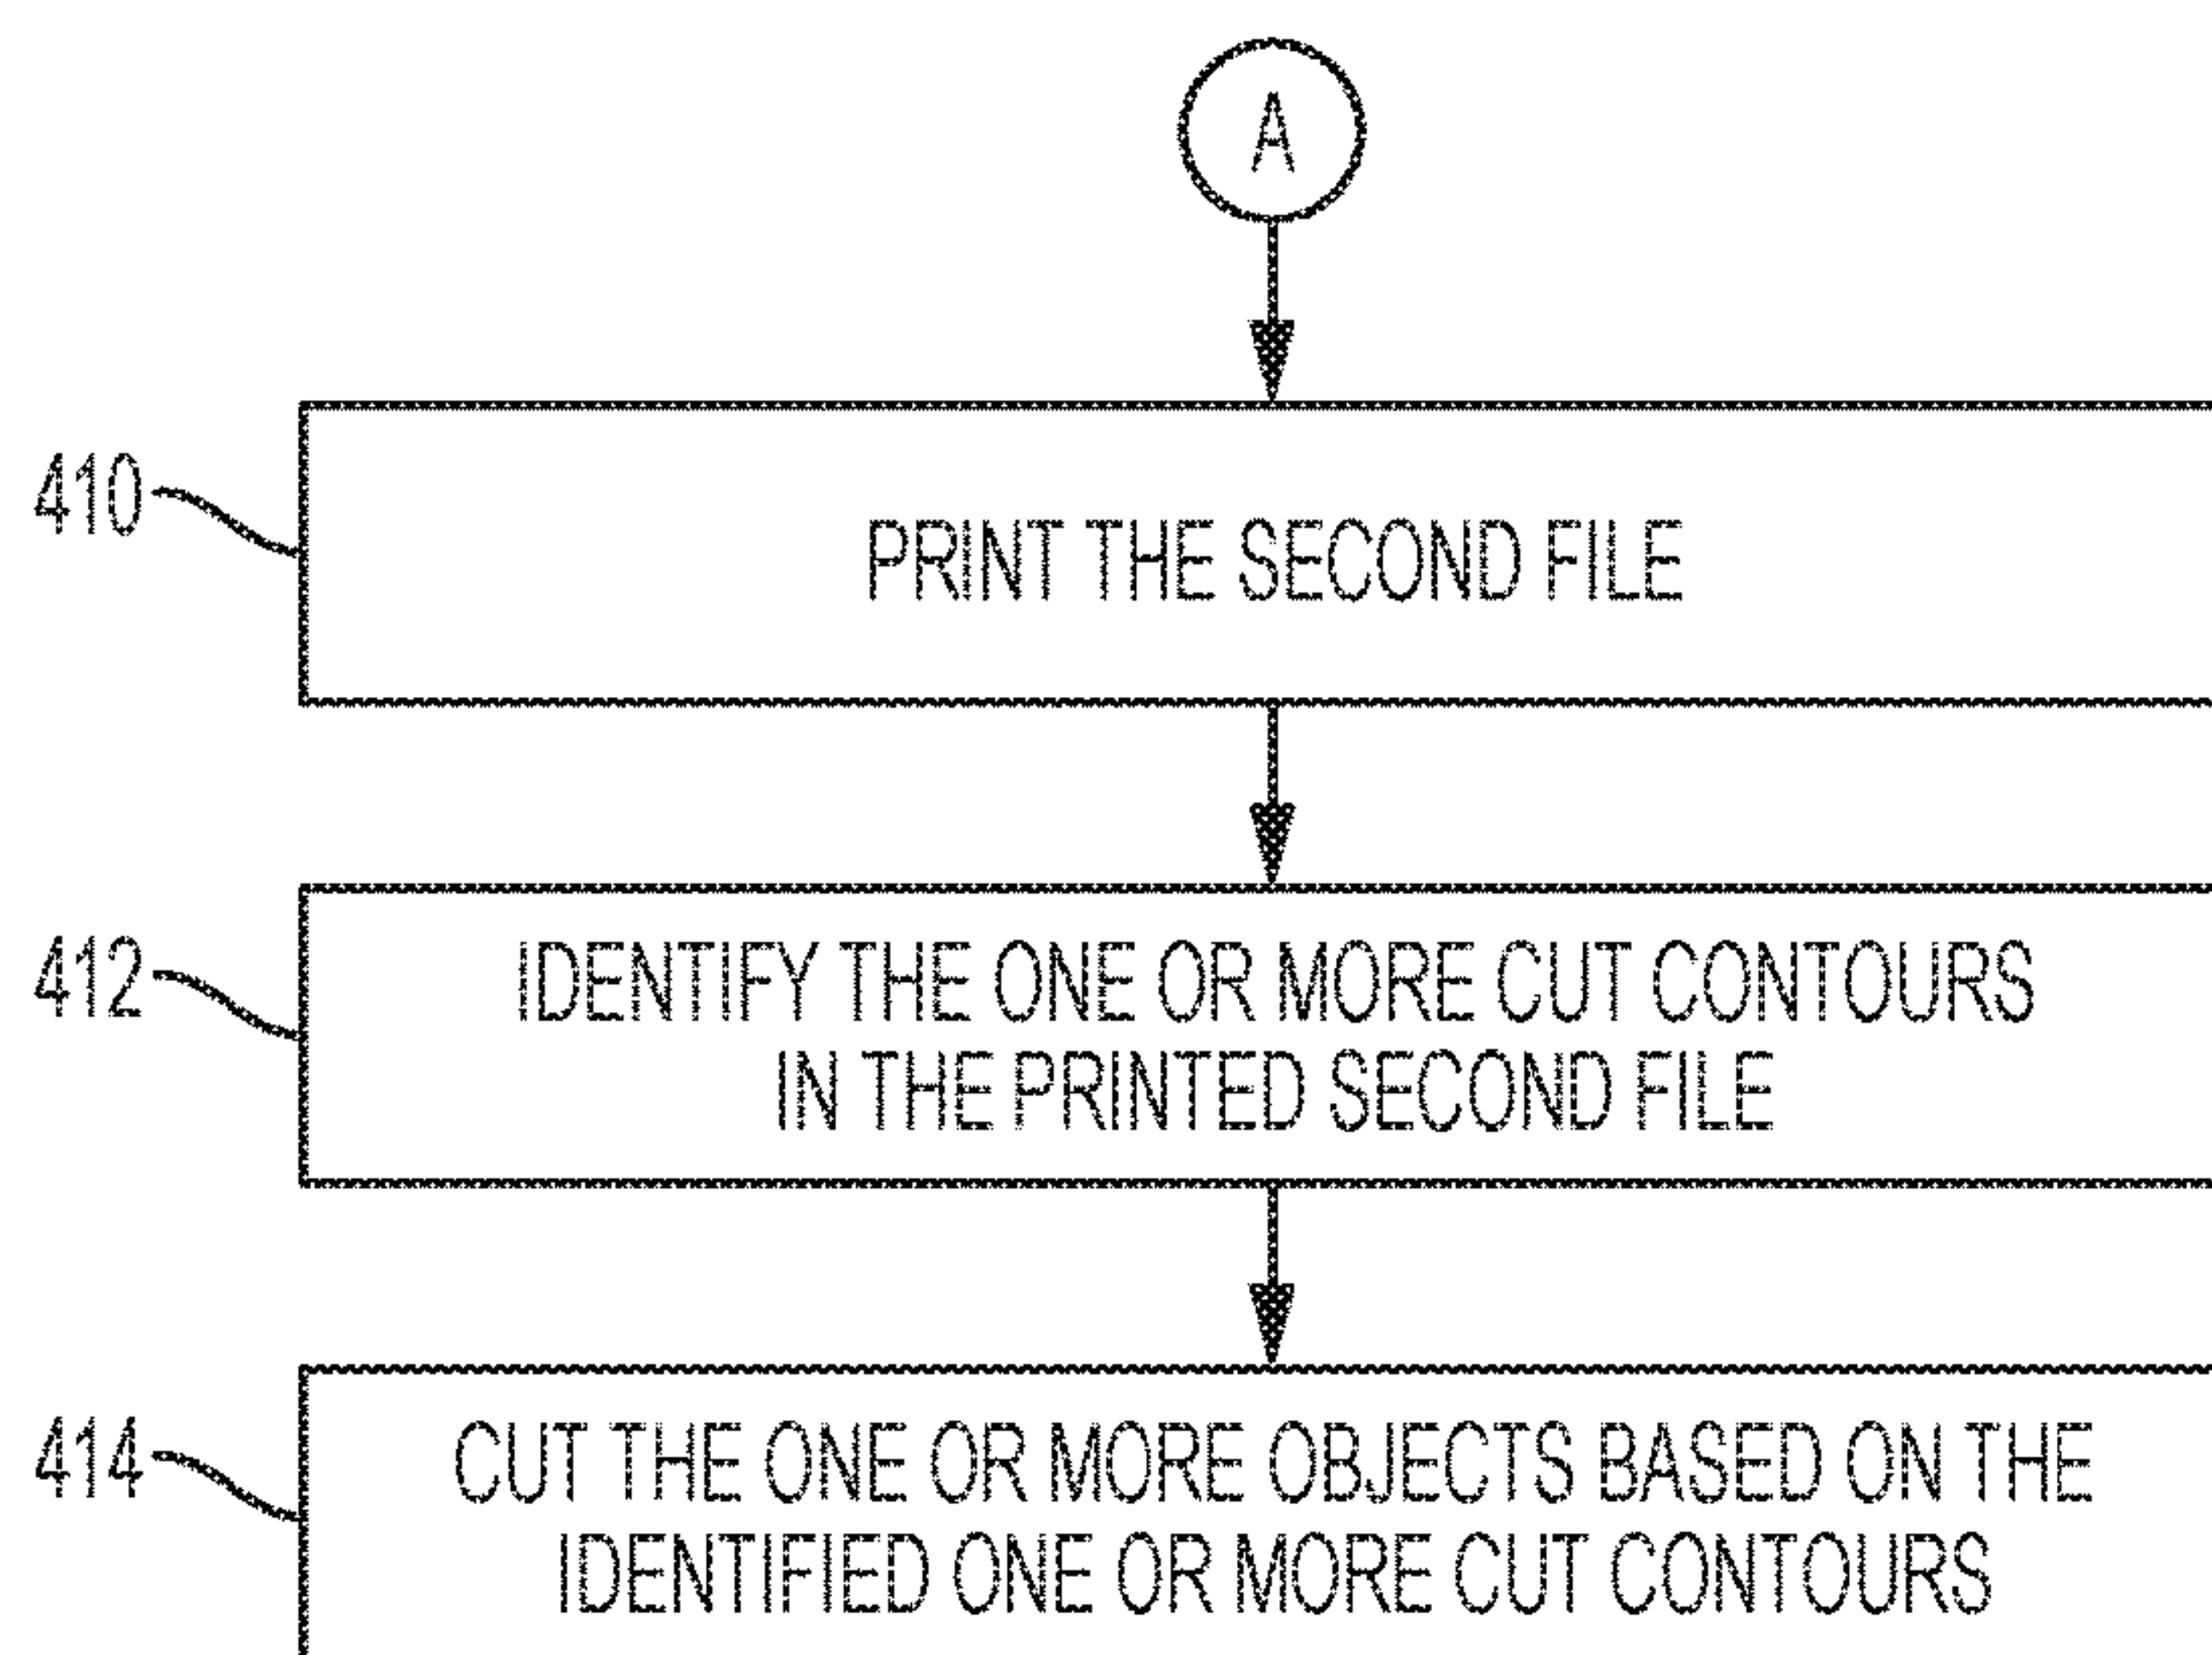 A
410
PRINT THE SECOND FILE
412
IDENTIFY THE ONE OR MORE CUT CONTOURS
IN THE PRINTED SECOND FILE
414
CUT THE ONE OR MORE OBJECTS BASED ON THE
IDENTIFIED ONE OR MORE CUT CONTOURS